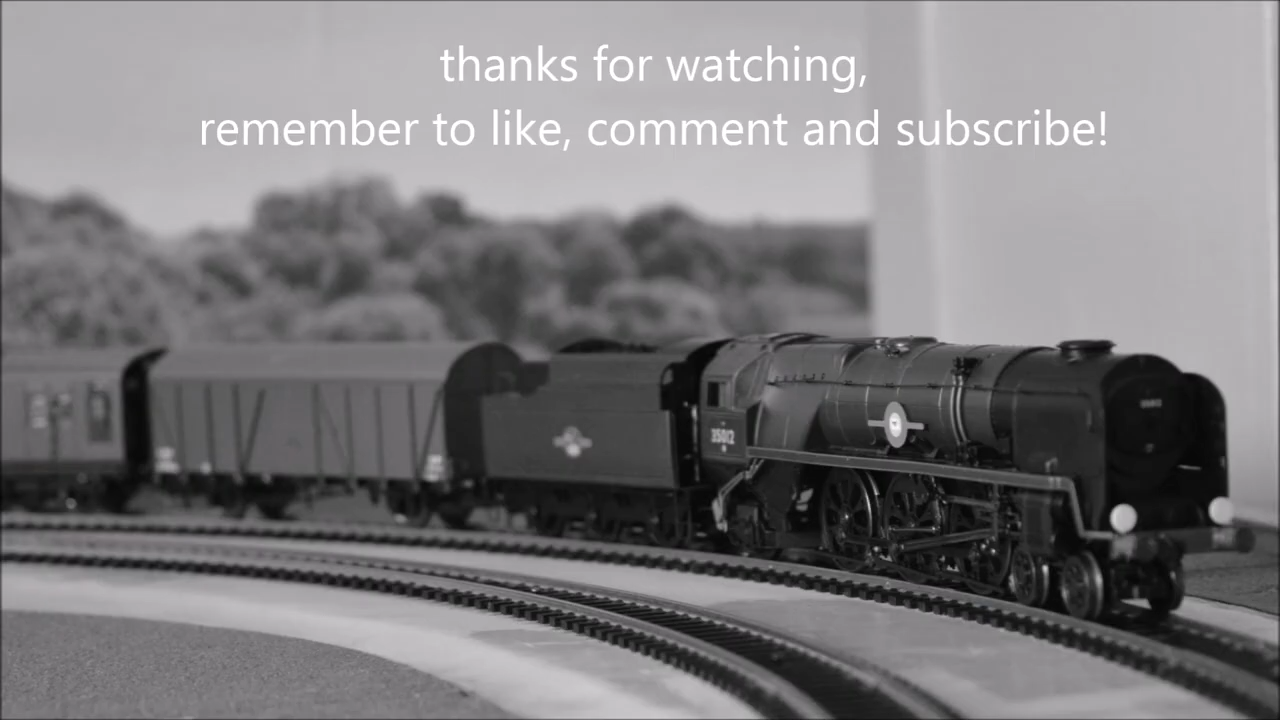 thanks for watching,
remember to like, comment and subscribe!
35012